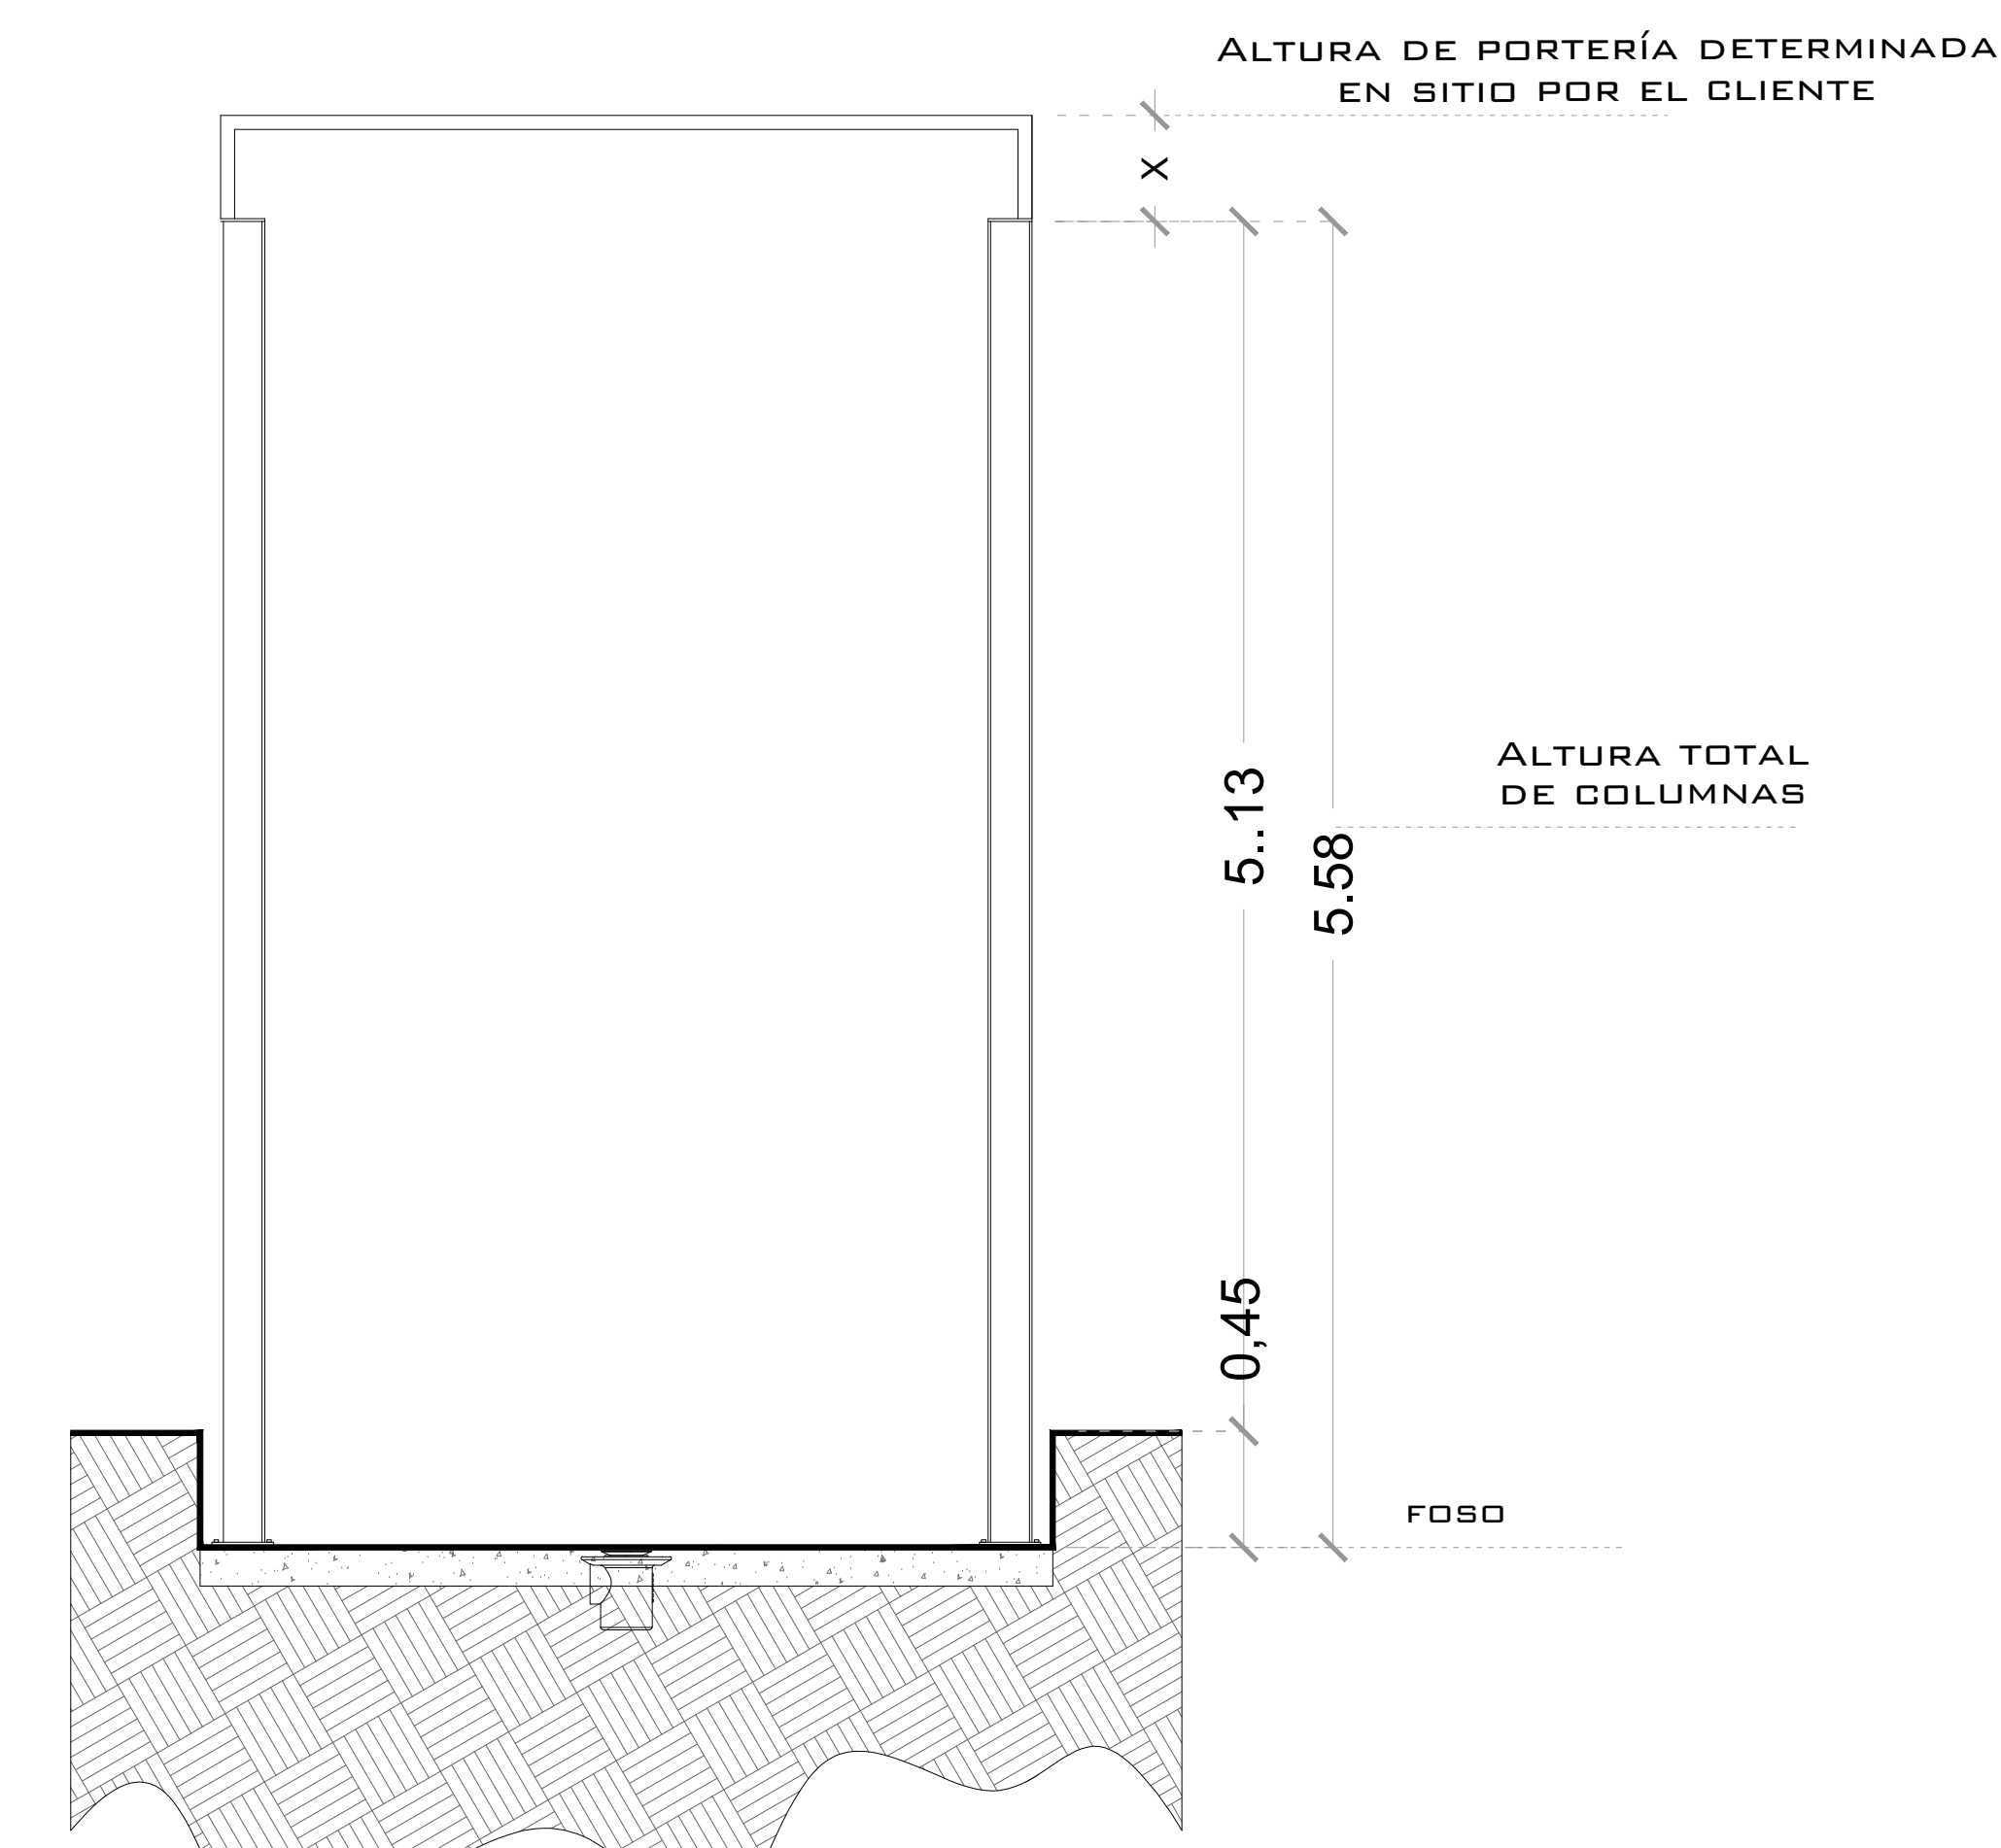 ALTURA DE PORTERÍA DETERMINADA
EN SITIO POR EL CLIENTE
X
5..13
5.58
ALTURA TOTAL
DE COLUMNAS
0,45
FOSO